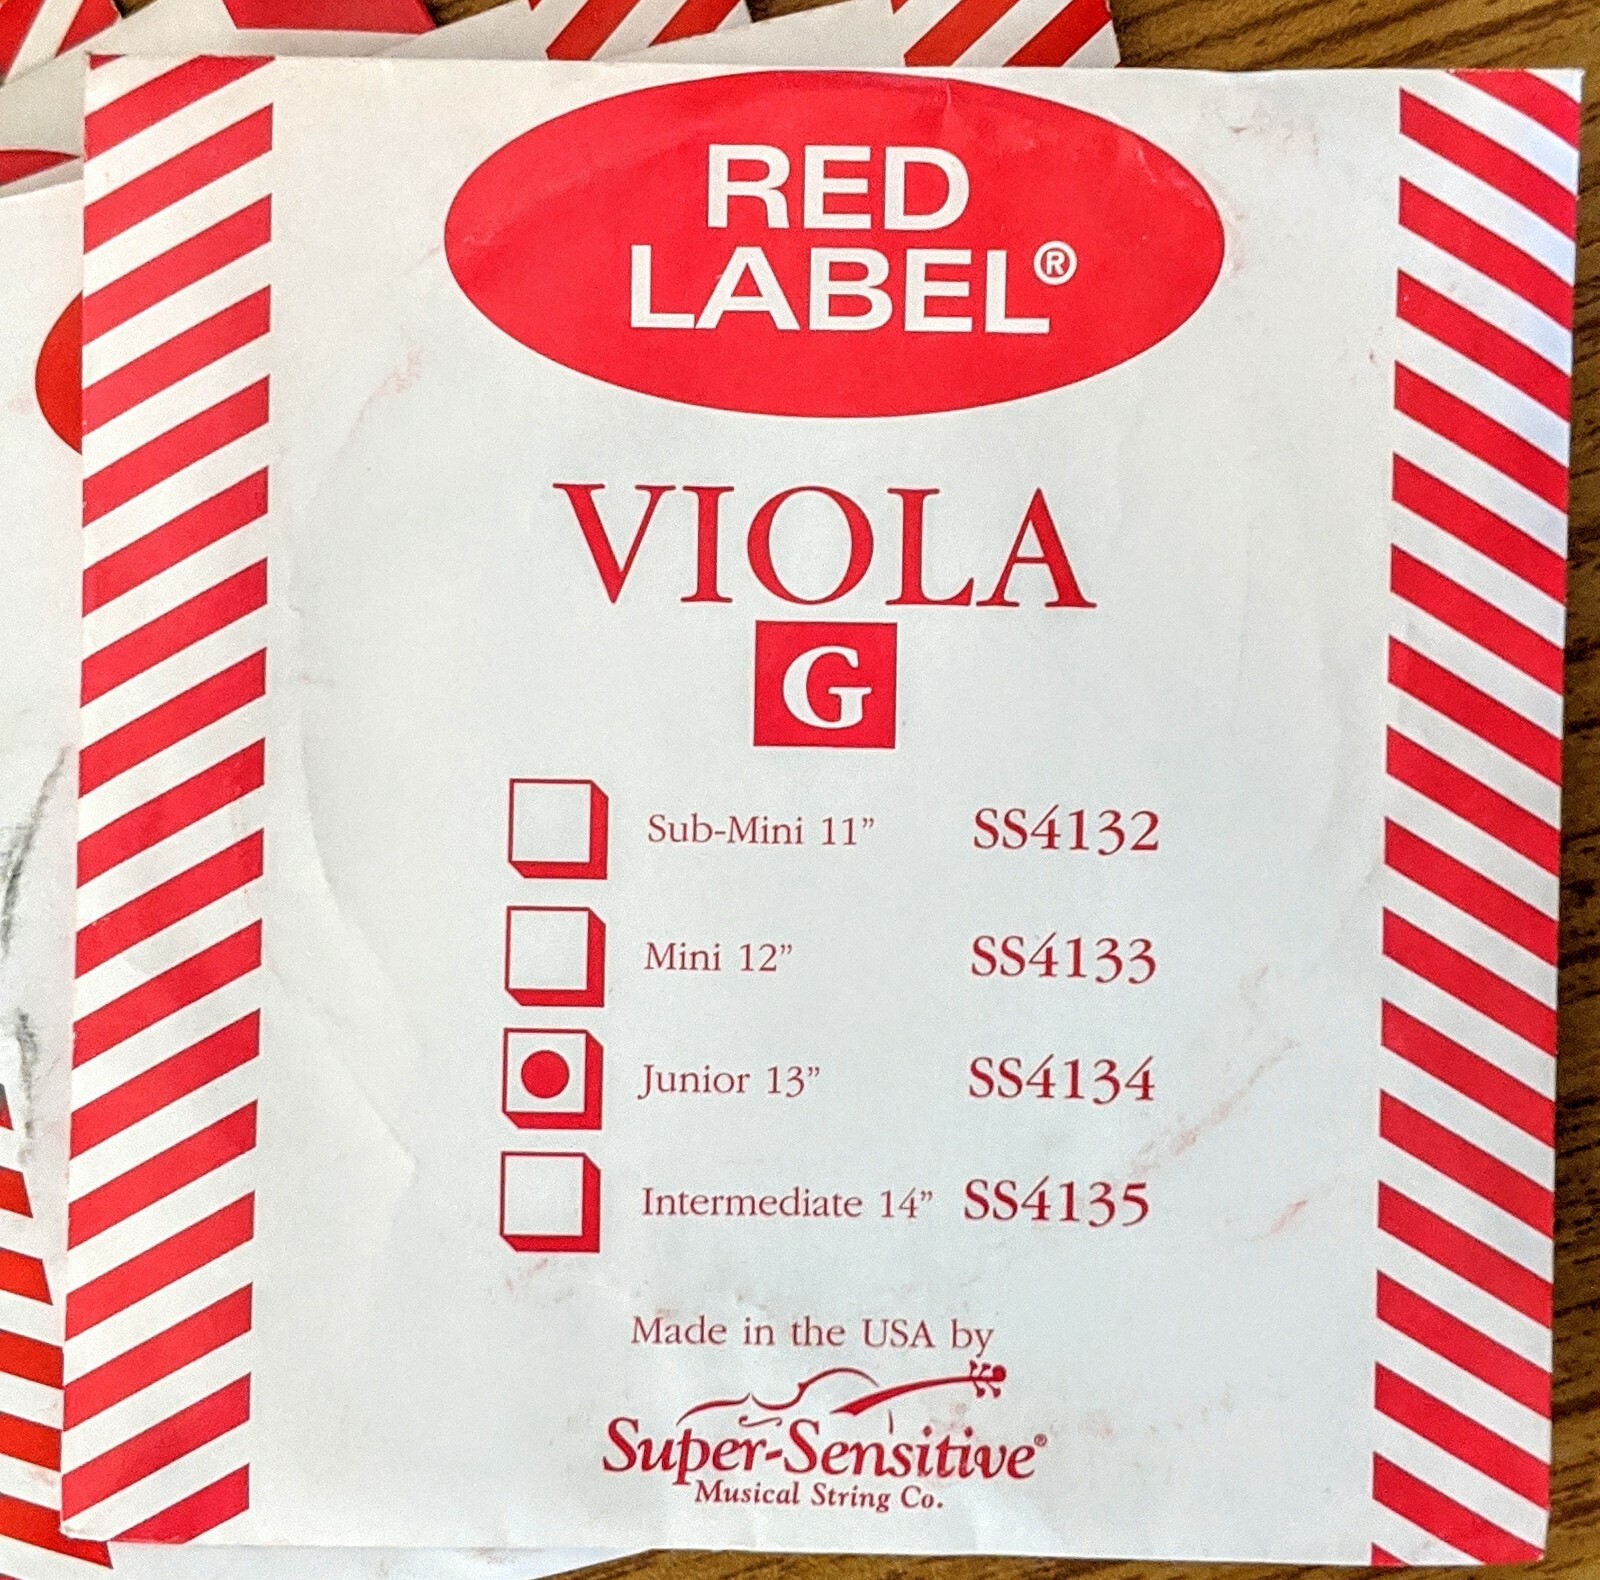 RED
LABEL®
VIOLA
G
Sub-Mini 11” SS4132
Mini 12” SS4133
Junior 13” SS4134
Intermediate 14” SS4135
Made in the USA by
Super-Sensitive®
Musical String Co.